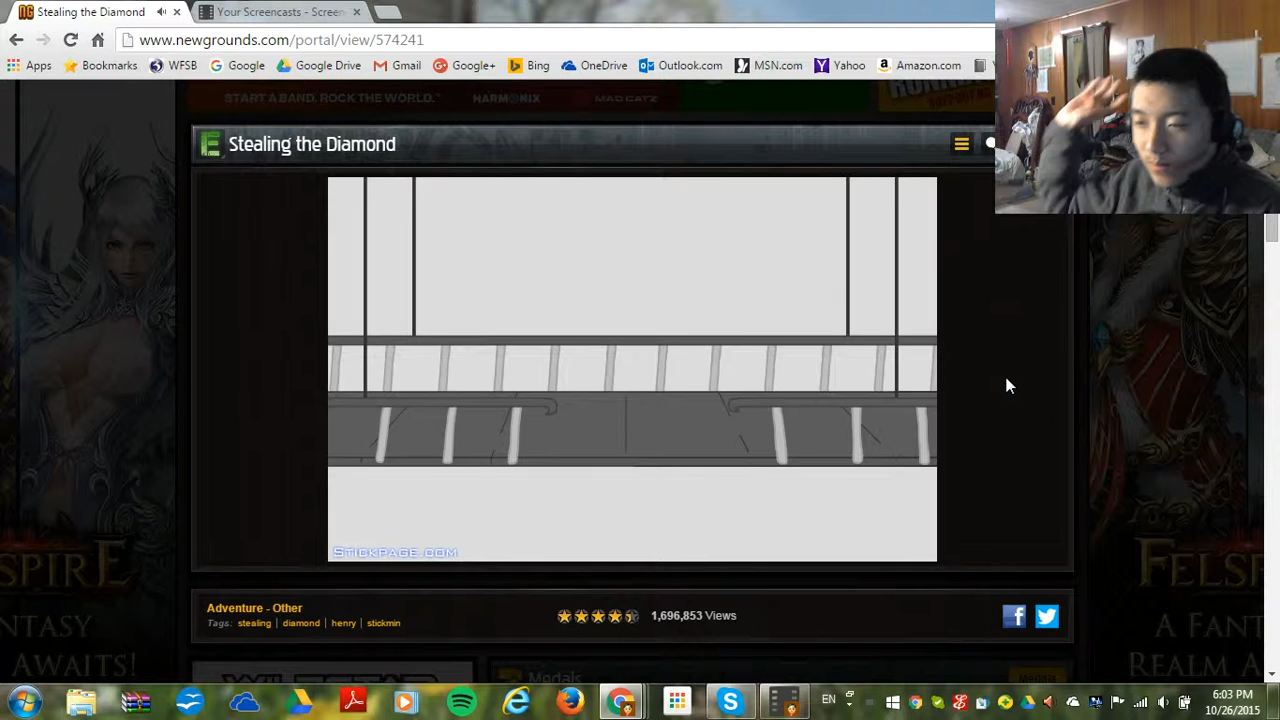 Stealing the Diamond
Your Screencasts - Screen
www.newgrounds.com/portal/view/574241
Apps
Bookmarks
WFSB
Google
Google Drive
Gmail
Google+
Bing
OneDrive
Outlook.com
MSN.com
Yahoo
Amazon.com
START A BAND. ROCK THE WORLD.™
HARMONIX
MAD CATZ
E Stealing the Diamond
STICKPAGE.COM
Adventure - Other
1,696,853 Views
Tags: stealing | diamond | henry | stickmin
Medals
SPIRE
FELSP
NTASY
A FANT
AWAITS!
REALM A
EN
6:03 PM
10/26/2015